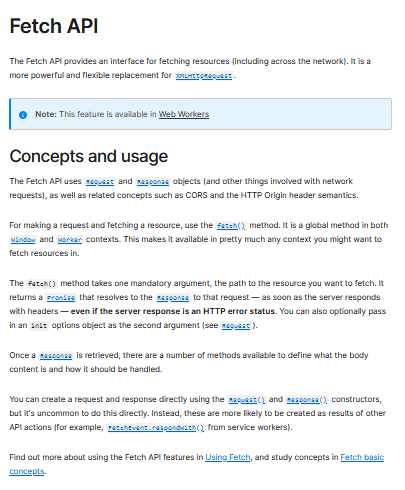 Fetch API
The Fetch API provides an interface for fetching resources (including across the network). It is a
more powerful and flexible replacement for XMLHttpRequest.
Note: This feature is available in Web Workers
Concepts and usage
The Fetch API uses Request and Response objects (and other things involved with network
requests), as well as related concepts such as CORS and the HTTP Origin header semantics.
For making a request and fetching a resource, use the fetch() method. It is a global method in both
Window and Worker contexts. This makes it available in pretty much any context you might want to
fetch resources in.
The fetch() method takes one mandatory argument, the path to the resource you want to fetch. It
returns a Promise that resolves to the Response to that request — as soon as the server responds
with headers — even if the server response is an HTTP error status. You can also optionally pass
in an init options object as the second argument (see Request).
Once a Response is retrieved, there are a number of methods available to define what the body
content is and how it should be handled.
You can create a request and response directly using the Request() and Response() constructors,
but it's uncommon to do this directly. Instead, these are more likely to be created as results of other
API actions (for example, FetchEvent.respondWith() from service workers).
Find out more about using the Fetch API features in Using Fetch, and study concepts in Fetch basic
concepts.